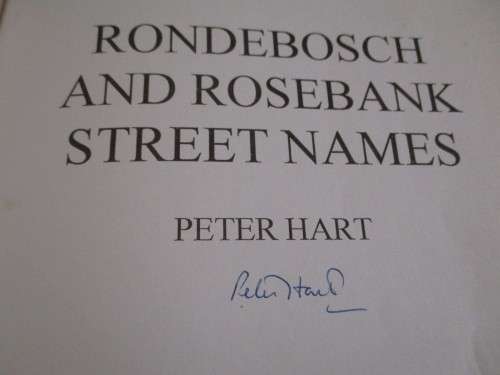 RONDEBOSCH
AND ROSEBANK
STREET NAMES
PETER HART
Peter Hart